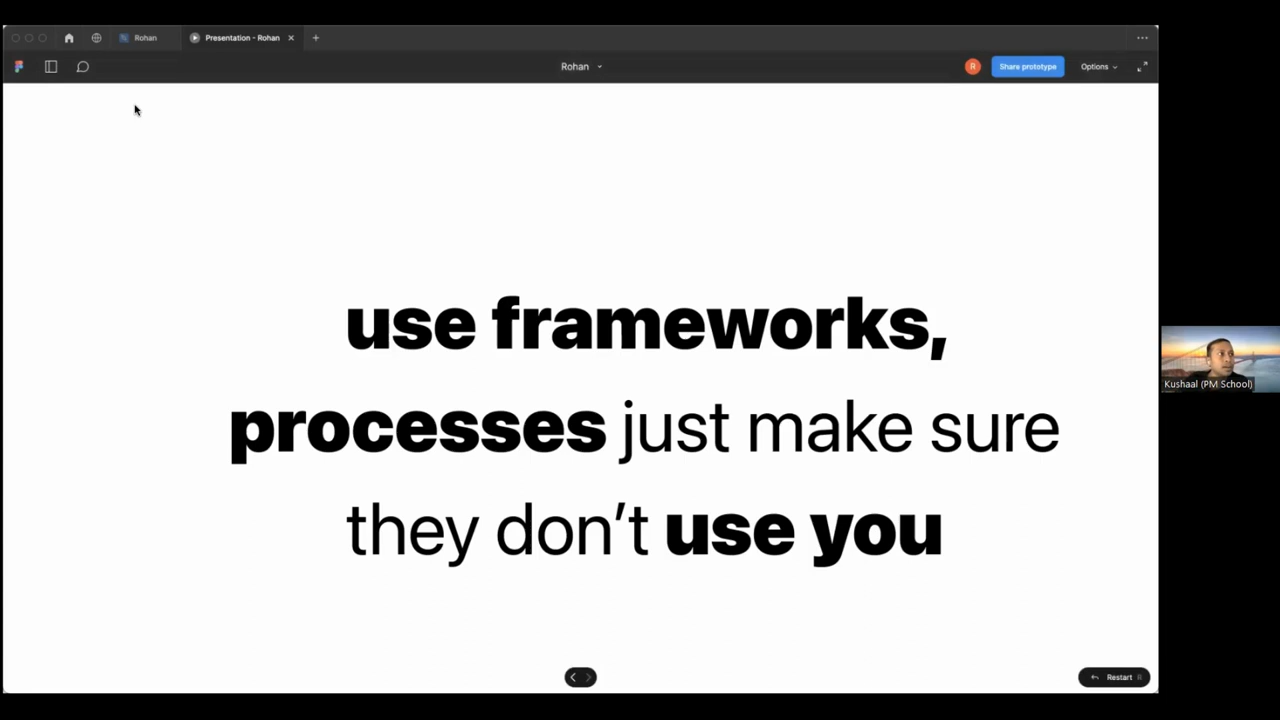 Rohan
Presentation - Rohan
Rohan
R
Share prototype
Options
use frameworks,
processes just make sure
they don't use you
Kushaal (PM School)
Restart R